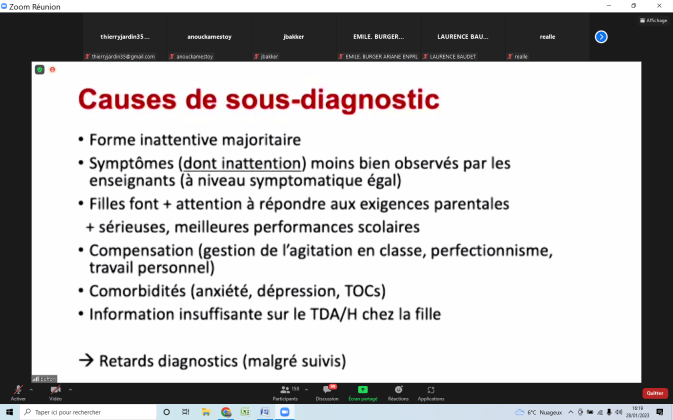 Zoom Réunion
Affichage
thierryjardin35...
anouckamestoy
jbakker
EMILE. BURGER...
LAURENCE BAU...
realle
thierryjardin35@gmail.com
anouckamestoy
jbakker
EMILE. BURGER ARIANE ENPRL
LAURENCE BAUDET
realle
Causes de sous-diagnostic
• Forme inattentive majoritaire
• Symptômes (dont inattention) moins bien observés par les
enseignants (à niveau symptomatique égal)
• Filles font + attention à répondre aux exigences parentales
+ sérieuses, meilleures performances scolaires
• Compensation (gestion de l'agitation en classe, perfectionnisme,
travail personnel)
• Comorbidités (anxiété, dépression, TOCs)
• Information insuffisante sur le TDA/H chez la fille
→ Retards diagnostics (malgré suivis)
Activer
Vidéo
Participants
Discussion
Écran partagé
Réactions
Applications
Quitter
Taper ici pour rechercher
6°C Nuageux
16:19
28/01/2023